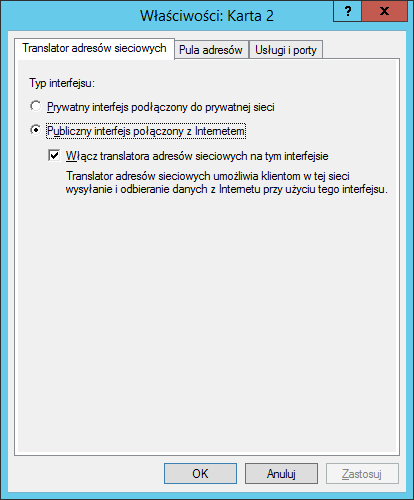 Właściwości: Karta 2
?
x
Translator adresów sieciowych
Pula adresów
Usługi i porty
Typ interfejsu:
Prywatny interfejs podłączony do prywatnej sieci
Publiczny interfejs połączony z Internetem
Włącz translatora adresów sieciowych na tym interfejsie
Translator adresów sieciowych umożliwia klientom w tej sieci
wysyłanie i odbieranie danych z Internetu przy użyciu tego interfejsu.
OK
Anuluj
Zastosuj